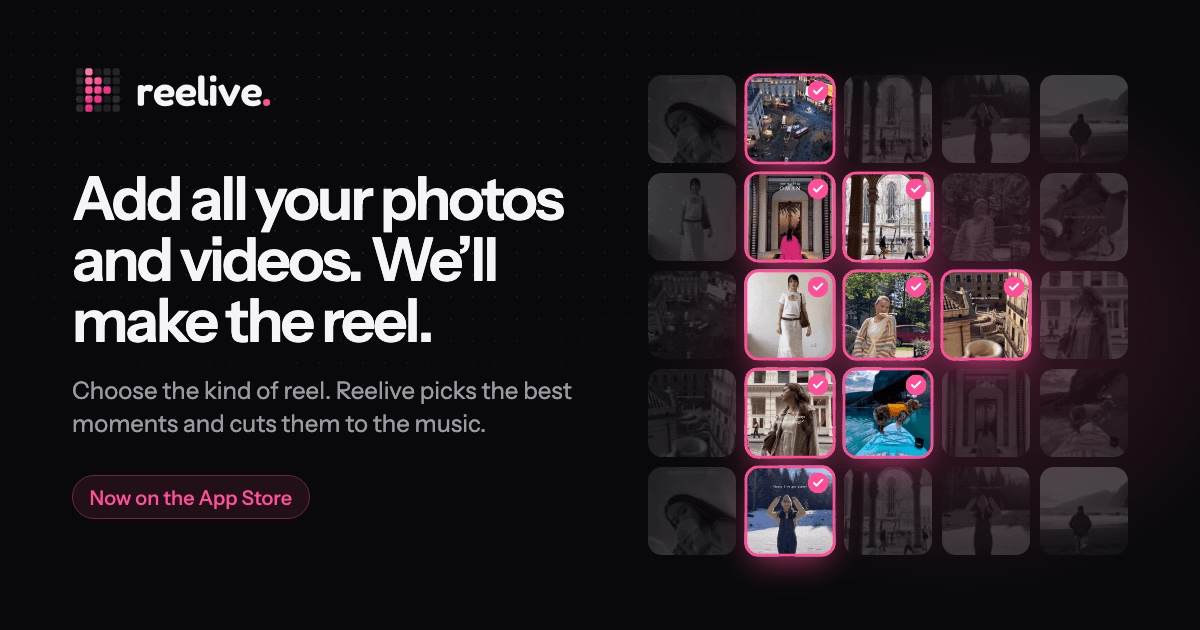 reelive.
Add all your photos
and videos. We’ll
make the reel.
Choose the kind of reel. Reelive picks the best
moments and cuts them to the music.
Now on the App Store
OMAN